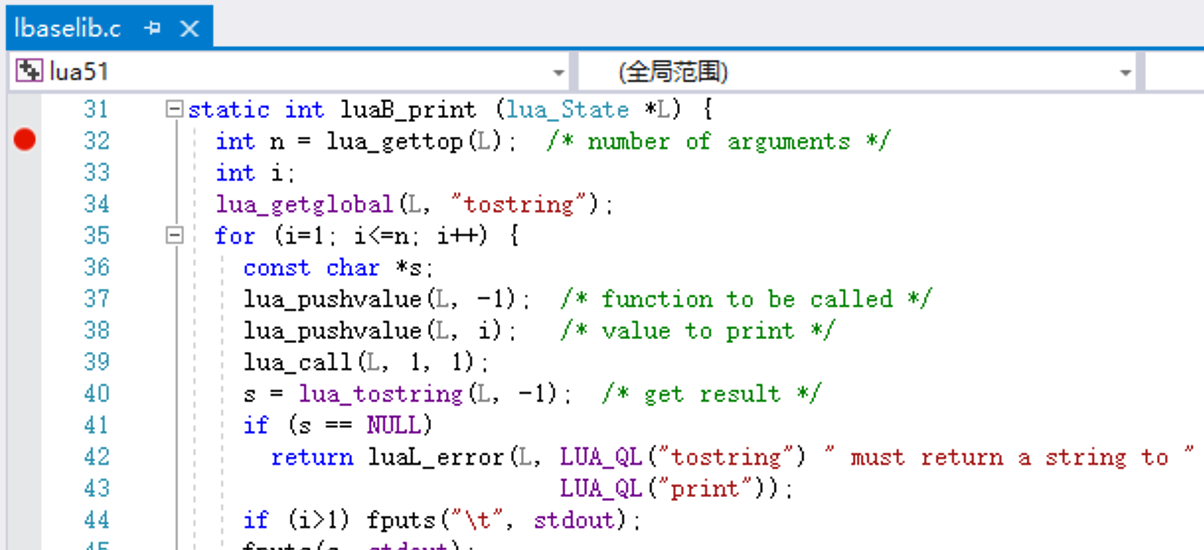 lbaselib.c
lua51 (全局范围)
31 static int luaB_print (lua_State *L) {
32 int n = lua_gettop(L); /* number of arguments */
33 int i;
34 lua_getglobal(L, "tostring");
35 for (i=1; i<=n; i++) {
36 const char *s;
37 lua_pushvalue(L, -1); /* function to be called */
38 lua_pushvalue(L, i); /* value to print */
39 lua_call(L, 1, 1);
40 s = lua_tostring(L, -1); /* get result */
41 if (s == NULL)
42 return luaL_error(L, LUA_QL("tostring") " must return a string to "
43 LUA_QL("print"));
44 if (i>1) fputs("\t", stdout);
45 fputs(s, stdout);